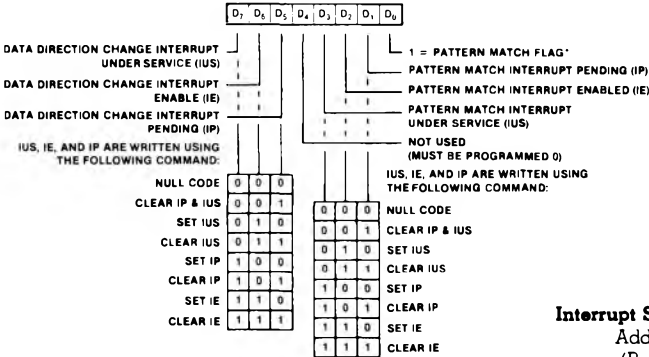 D7 D6 D5 D4 D3 D2 D1 D0
DATA DIRECTION CHANGE INTERRUPT
UNDER SERVICE (IUS)
DATA DIRECTION CHANGE INTERRUPT
ENABLE (IE)
DATA DIRECTION CHANGE INTERRUPT
PENDING (IP)
IUS, IE, AND IP ARE WRITTEN USING
THE FOLLOWING COMMAND:
NULL CODE 0 0 0
CLEAR IP & IUS 0 0 1
SET IUS 0 1 0
CLEAR IUS 0 1 1
SET IP 1 0 0
CLEAR IP 1 0 1
SET IE 1 1 0
CLEAR IE 1 1 1
1 = PATTERN MATCH FLAG*
PATTERN MATCH INTERRUPT PENDING (IP)
PATTERN MATCH INTERRUPT ENABLED (IE)
PATTERN MATCH INTERRUPT
UNDER SERVICE (IUS)
NOT USED
(MUST BE PROGRAMMED 0)
IUS, IE, AND IP ARE WRITTEN USING
THE FOLLOWING COMMAND:
0 0 0 NULL CODE
0 0 1 CLEAR IP & IUS
0 1 0 SET IUS
0 1 1 CLEAR IUS
1 0 0 SET IP
1 0 1 CLEAR IP
1 1 0 SET IE
1 1 1 CLEAR IE
Interrupt S
Add